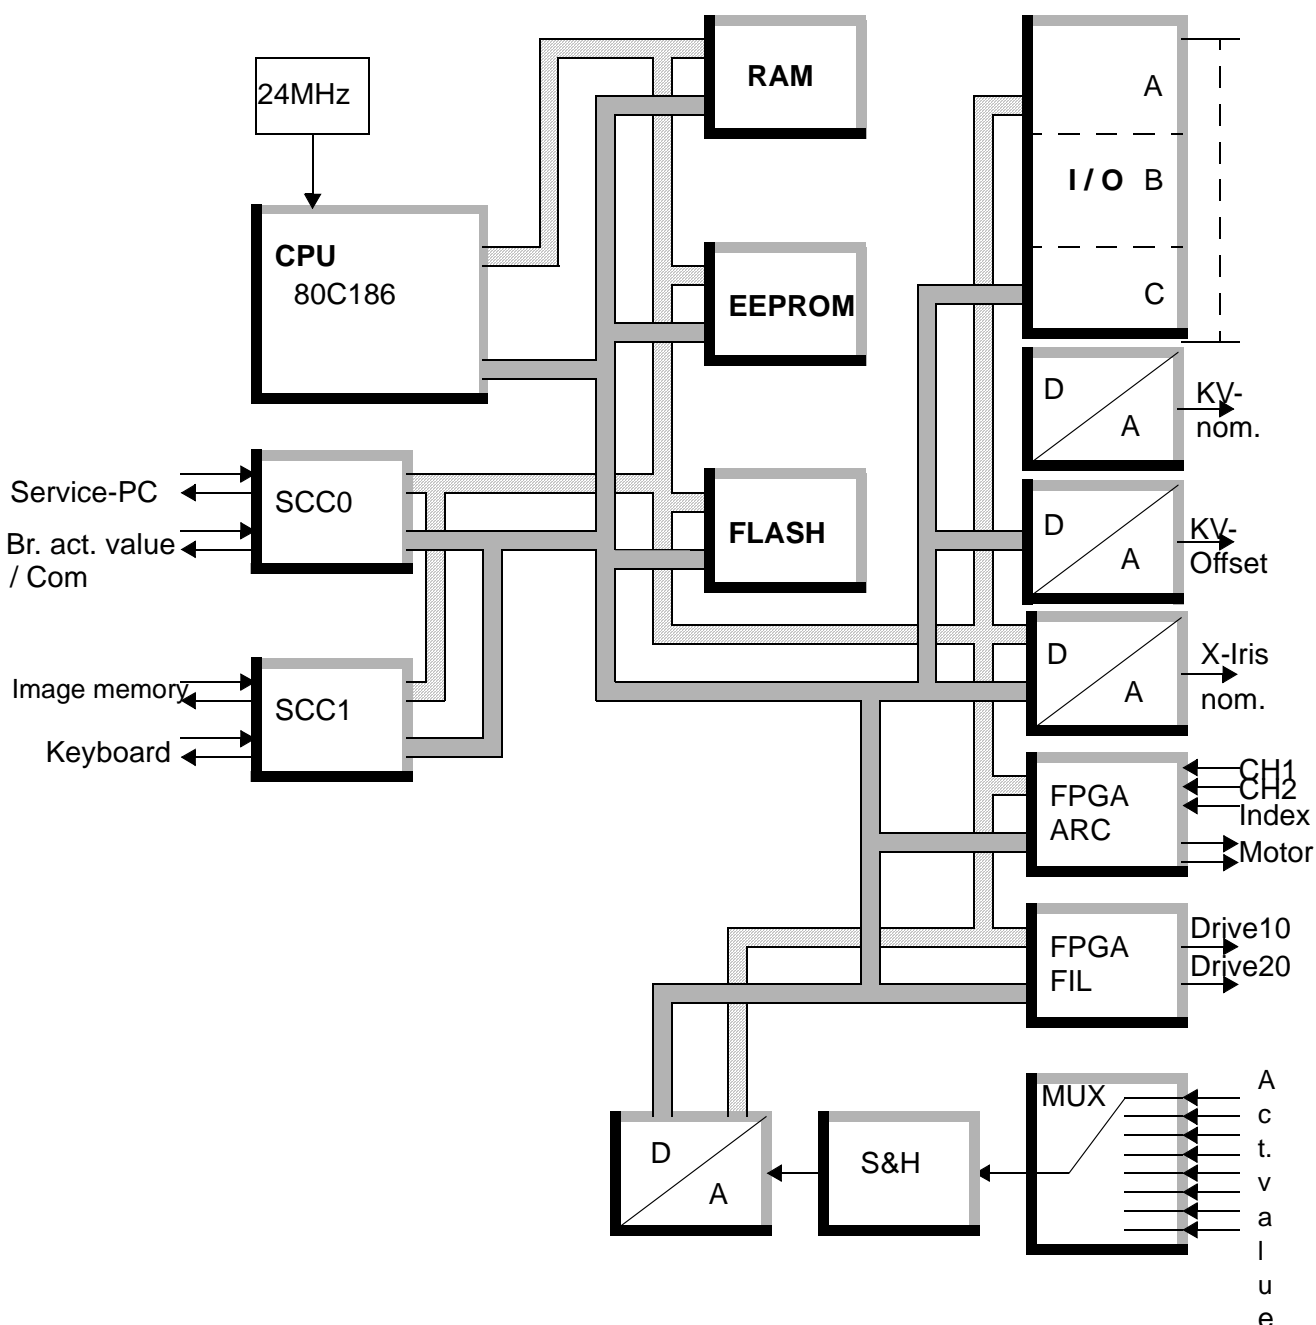 24MHz
CPU
80C186
RAM
EEPROM
FLASH
I / O
A
B
C
D
A
KV-
nom.
D
A
KV-
Offset
D
A
X-Iris
nom.
Service-PC
Br. act. value
/ Com
SCC0
Image memory
Keyboard
SCC1
FPGA
ARC
CH1
CH2
Index
Motor
FPGA
FIL
Drive10
Drive20
D
A
S&H
MUX
A
c
t.
v
a
l
u
e